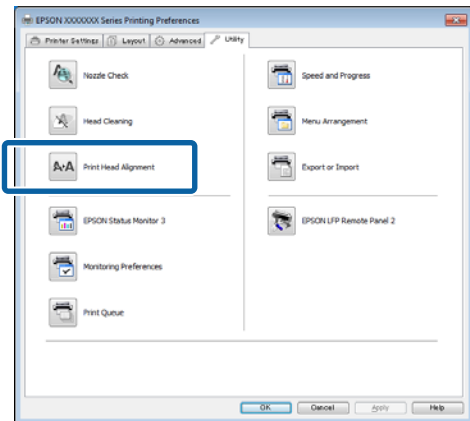 EPSON XXXXXXX Series Printing Preferences
Printer Settings Layout Advanced Utility
Nozzle Check
Speed and Progress
Head Cleaning
Menu Arrangement
A·A Print Head Alignment
Export or Import
EPSON Status Monitor 3
EPSON LFP Remote Panel 2
Monitoring Preferences
Print Queue
OK Cancel Apply Help